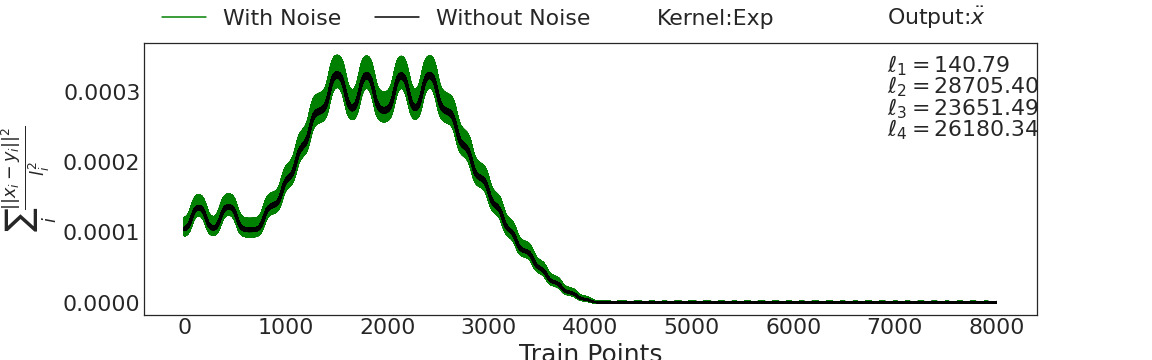 With Noise Without Noise Kernel:Exp Output:ẍ
ℓ₁ = 140.79
ℓ₂ = 28705.40
ℓ₃ = 23651.49
ℓ₄ = 26180.34
∑ᵢ ||xᵢ − yᵢ||² / lᵢ²
0.0003
0.0002
0.0001
0.0000
0 1000 2000 3000 4000 5000 6000 7000 8000
Train Points